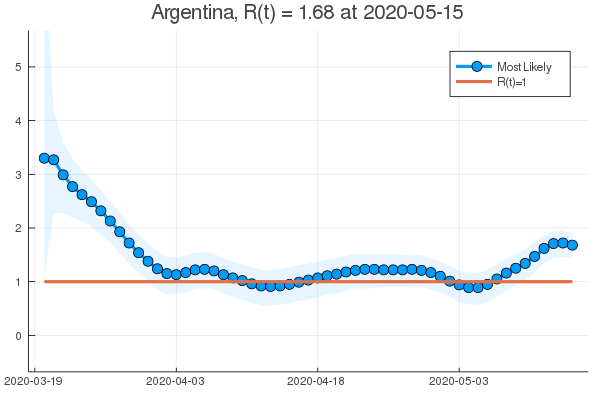 Argentina, R(t) = 1.68 at 2020-05-15
5
4
3
2
1
0
Most Likely
R(t)=1
2020-03-19 2020-04-03 2020-04-18 2020-05-03